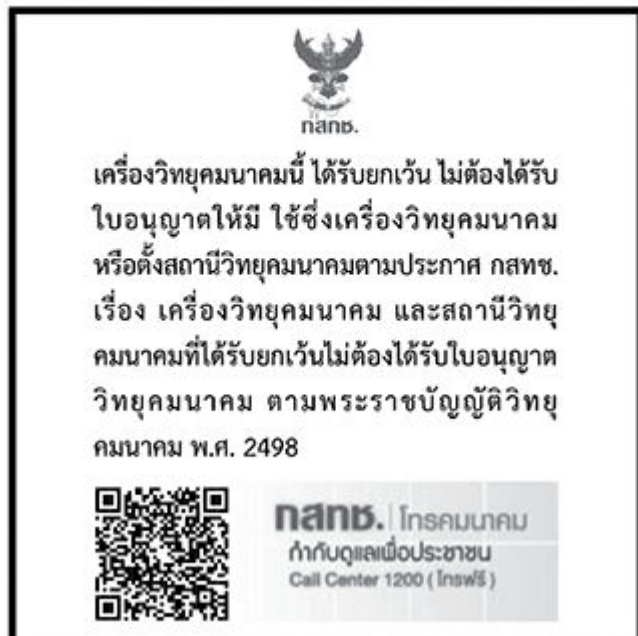 กสทช.
เครื่องวิทยุคมนาคมนี้ ได้รับยกเว้น ไม่ต้องได้รับ
ใบอนุญาตให้มี ใช้ซึ่งเครื่องวิทยุคมนาคม
หรือตั้งสถานีวิทยุคมนาคมตามประกาศ กสทช.
เรื่อง เครื่องวิทยุคมนาคม และสถานีวิทยุ
คมนาคมที่ได้รับยกเว้นไม่ต้องได้รับใบอนุญาต
วิทยุคมนาคม ตามพระราชบัญญัติวิทยุ
คมนาคม พ.ศ. 2498
กสทช. | โทรคมนาคม
กำกับดูแลเพื่อประชาชน
Call Center 1200 ( โทรฟรี )